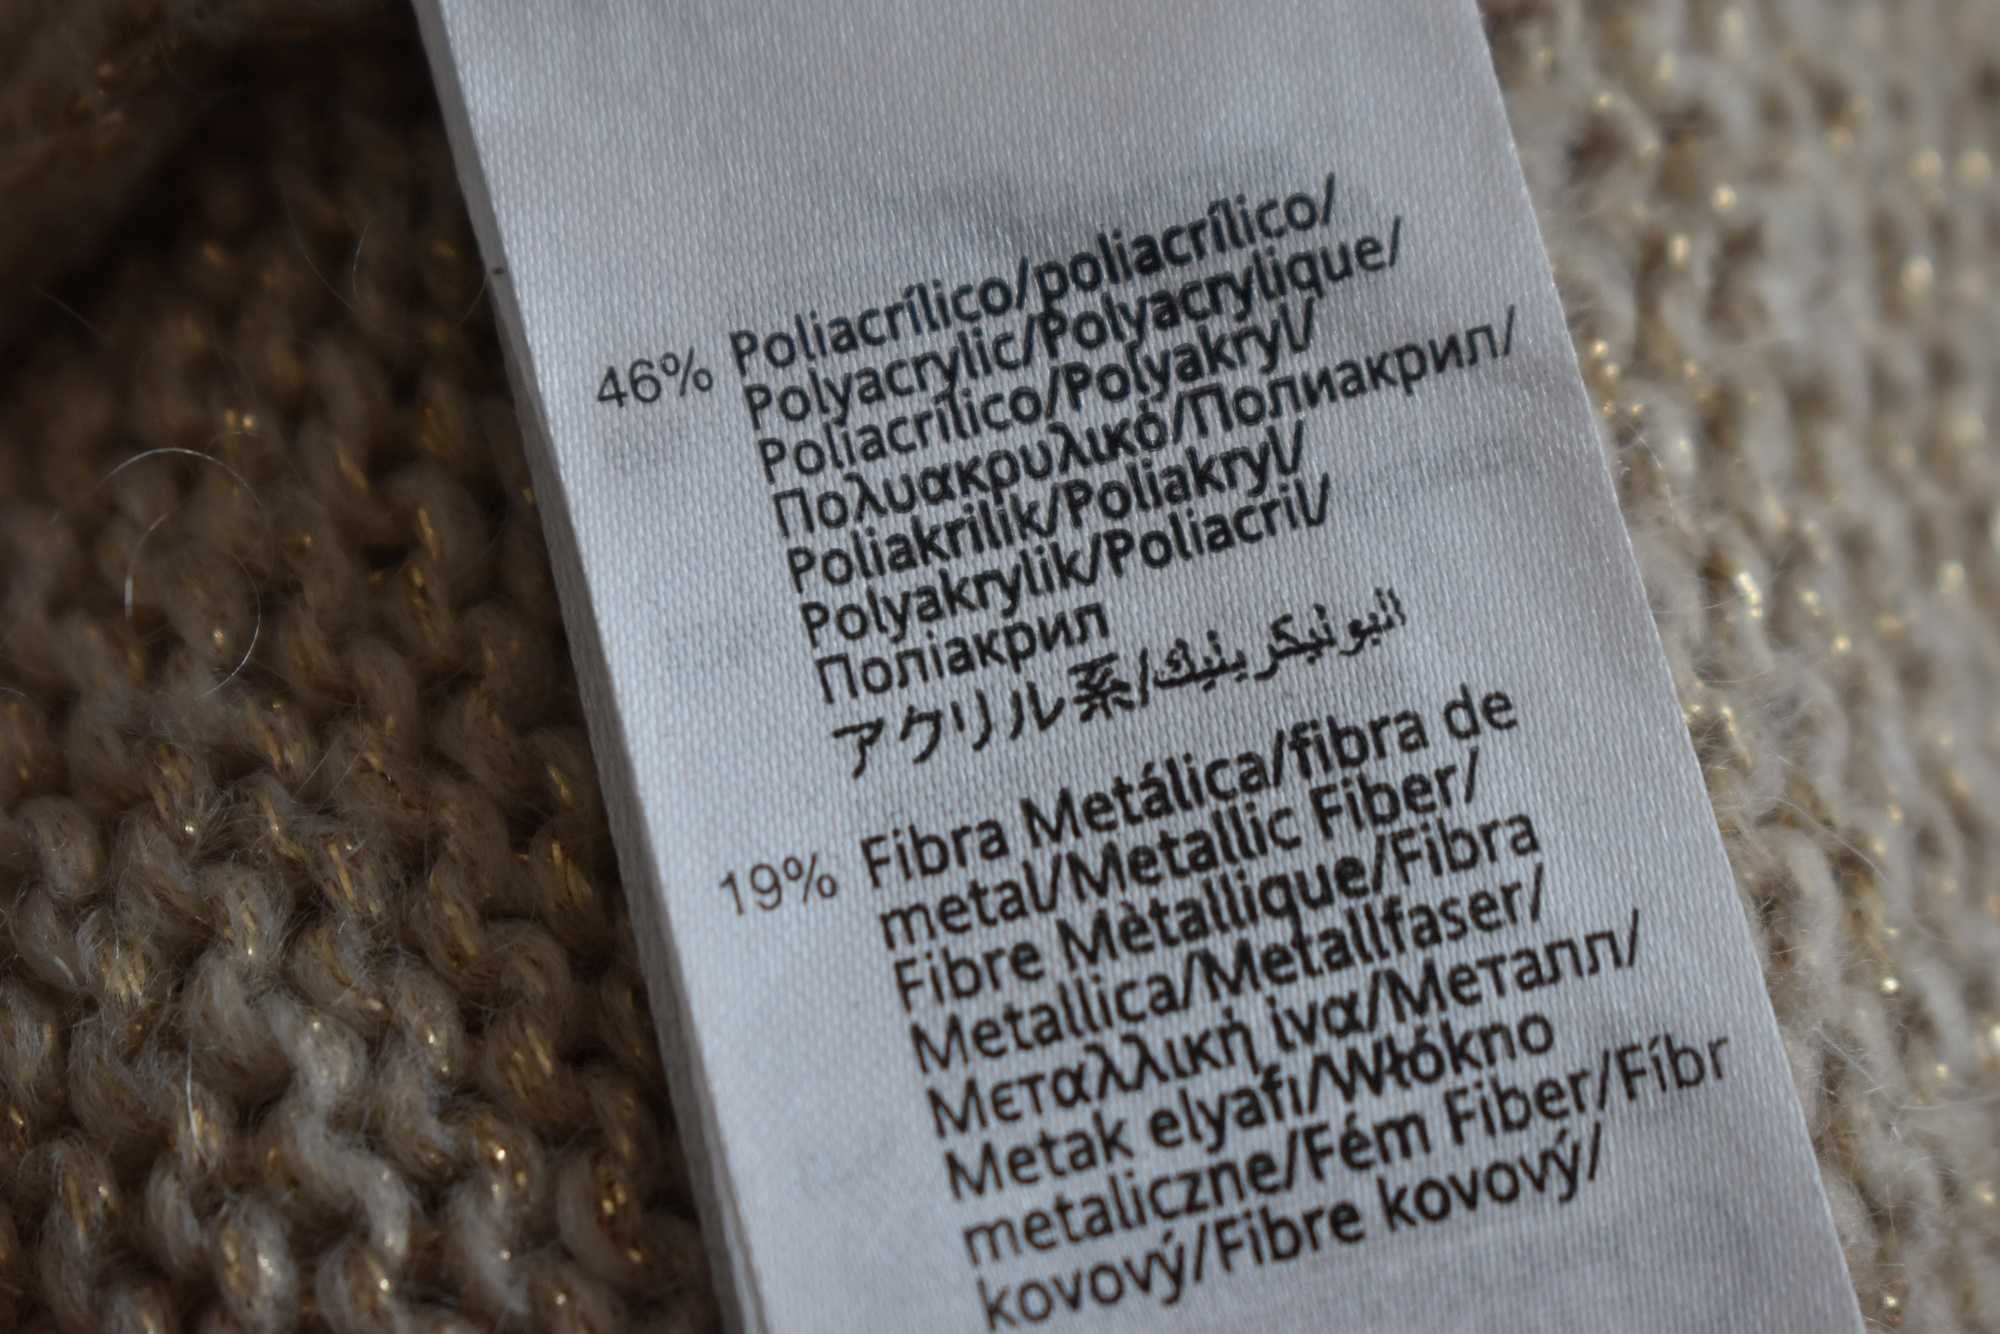 46% Poliacrílico/poliacrílico/
Polyacrylic/Polyacrylique/
Poliacrílico/Polyakryl/
Πολυακρυλικό/Полиакрил/
Poliakrilik/Poliakryl/
Polyakrylik/Poliacril/
Поліакрил
アクリル系/
19% Fibra Metálica/fibra de
metal/Metallic Fiber/
Fibre Mètallique/Fibra
Metallica/Metallfaser/
Μεταλλική ίνα/Металл/
Metak elyafi/Włókno
metaliczne/Fém Fiber/Fíbr
kovový/Fibre kovový/